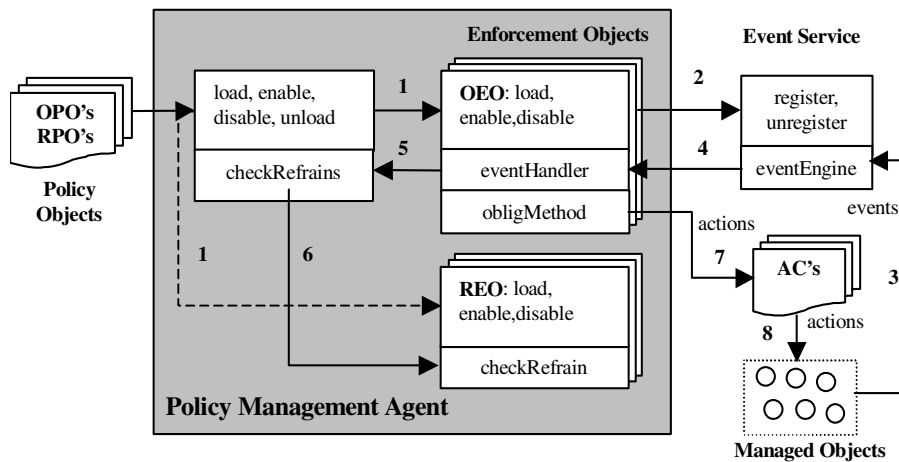 Enforcement Objects
Event Service
OPO's
RPO's
Policy
Objects
load, enable,
disable, unload
checkRefrains
1
OEO: load,
enable,disable
eventHandler
obligMethod
2
register,
unregister
eventEngine
5
4
events
actions
7
AC's
3
1
6
REO: load,
enable,disable
checkRefrain
8
actions
Policy Management Agent
Managed Objects